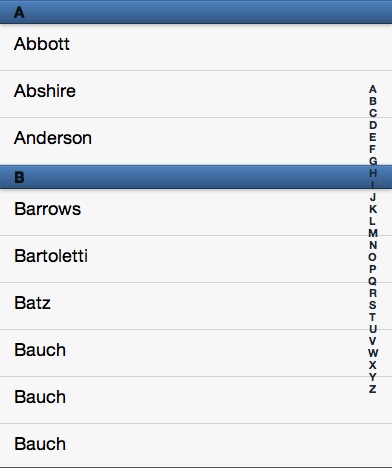 A
Abbott
Abshire
Anderson
B
Barrows
Bartoletti
Batz
Bauch
Bauch
Bauch
A
B
C
D
E
F
G
H
I
J
K
L
M
N
O
P
Q
R
S
T
U
V
W
X
Y
Z